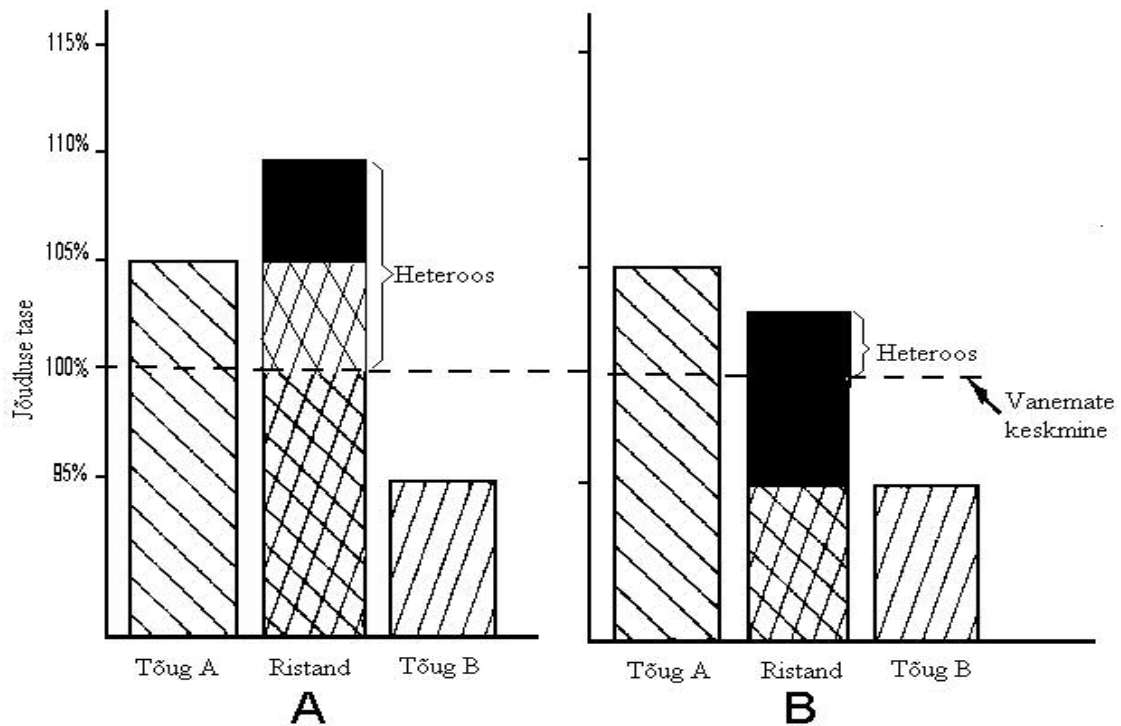 115%
110%
105%
100%
95%
Jõudluse tase
Heteroos
Tõug A
Ristand
Tõug B
A
Heteroos
Vanemate
keskmine
Tõug A
Ristand
Tõug B
B